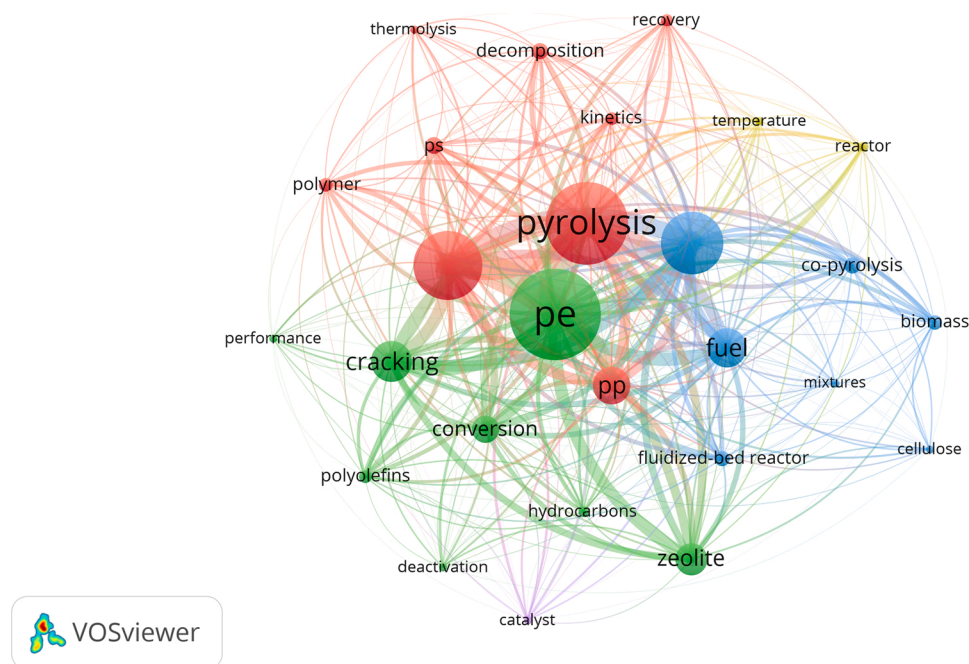 recovery
thermolysis
decomposition
kinetics
temperature
ps
reactor
polymer
pyrolysis
co-pyrolysis
pe
biomass
performance
fuel
cracking
mixtures
pp
conversion
cellulose
fluidized-bed reactor
polyolefins
hydrocarbons
zeolite
deactivation
catalyst
VOSviewer